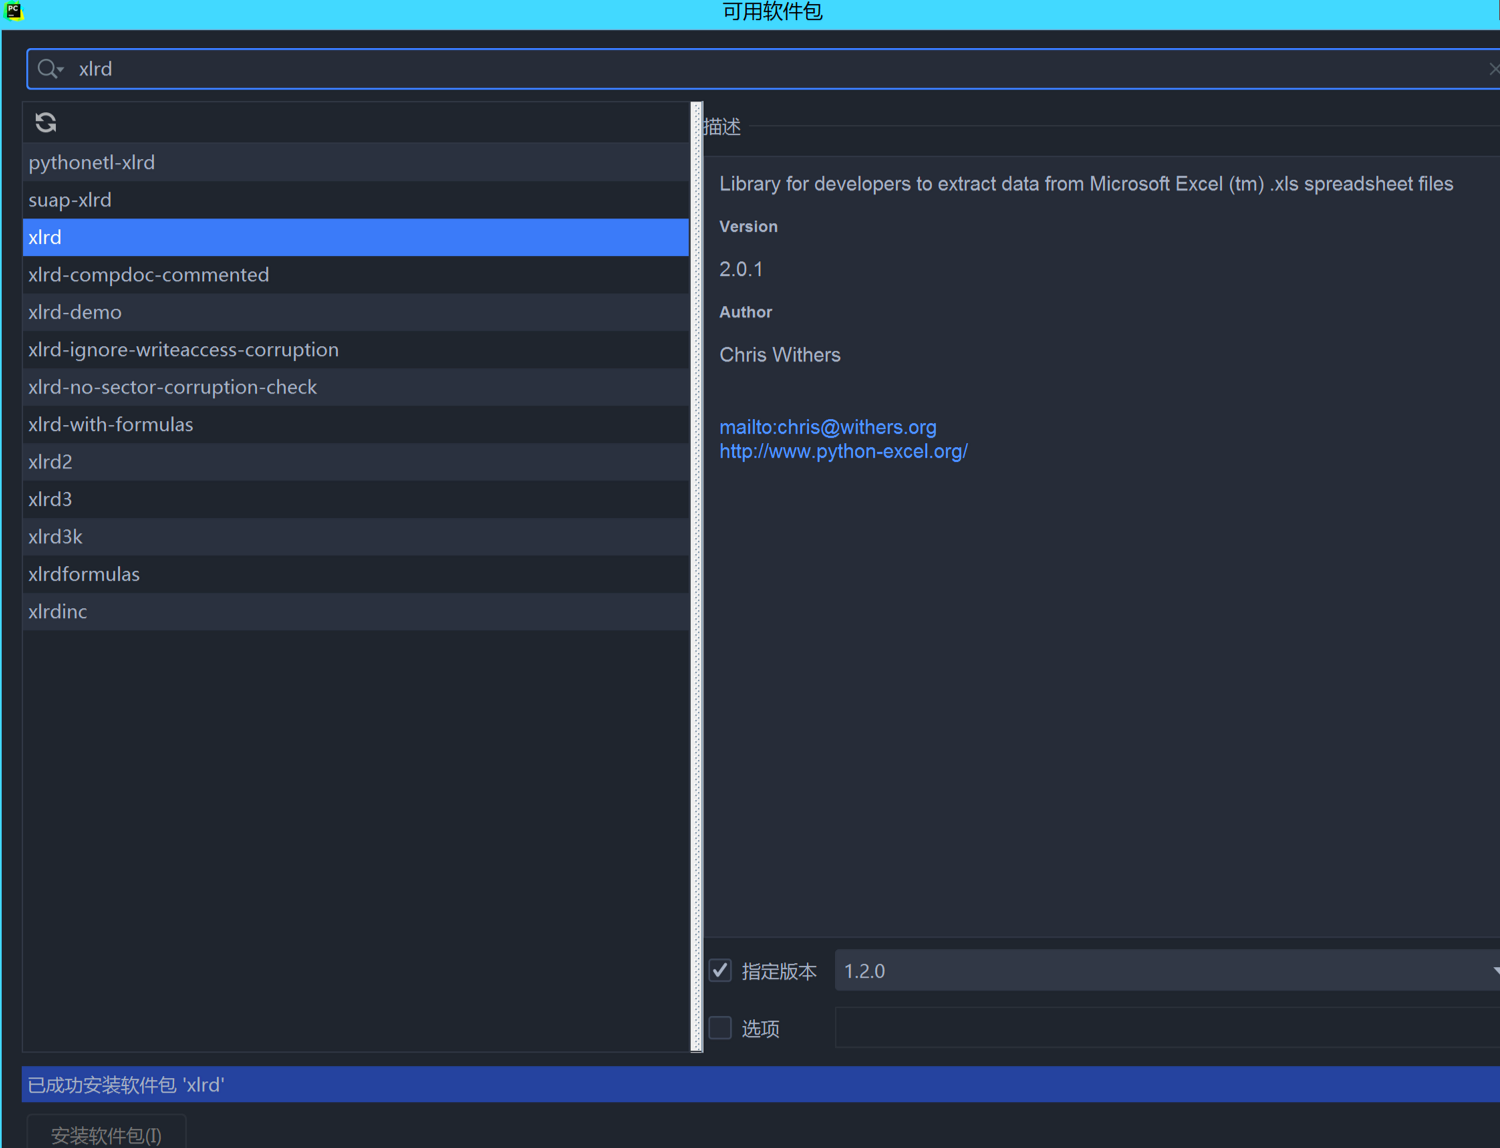 PC
可用软件包
xlrd
描述
pythonetl-xlrd
suap-xlrd
xlrd
xlrd-compdoc-commented
xlrd-demo
xlrd-ignore-writeaccess-corruption
xlrd-no-sector-corruption-check
xlrd-with-formulas
xlrd2
xlrd3
xlrd3k
xlrdformulas
xlrdinc
Library for developers to extract data from Microsoft Excel (tm) .xls spreadsheet files
Version
2.0.1
Author
Chris Withers
mailto:chris@withers.org
http://www.python-excel.org/
指定版本 1.2.0
选项
已成功安装软件包 'xlrd'
安装软件包(I)